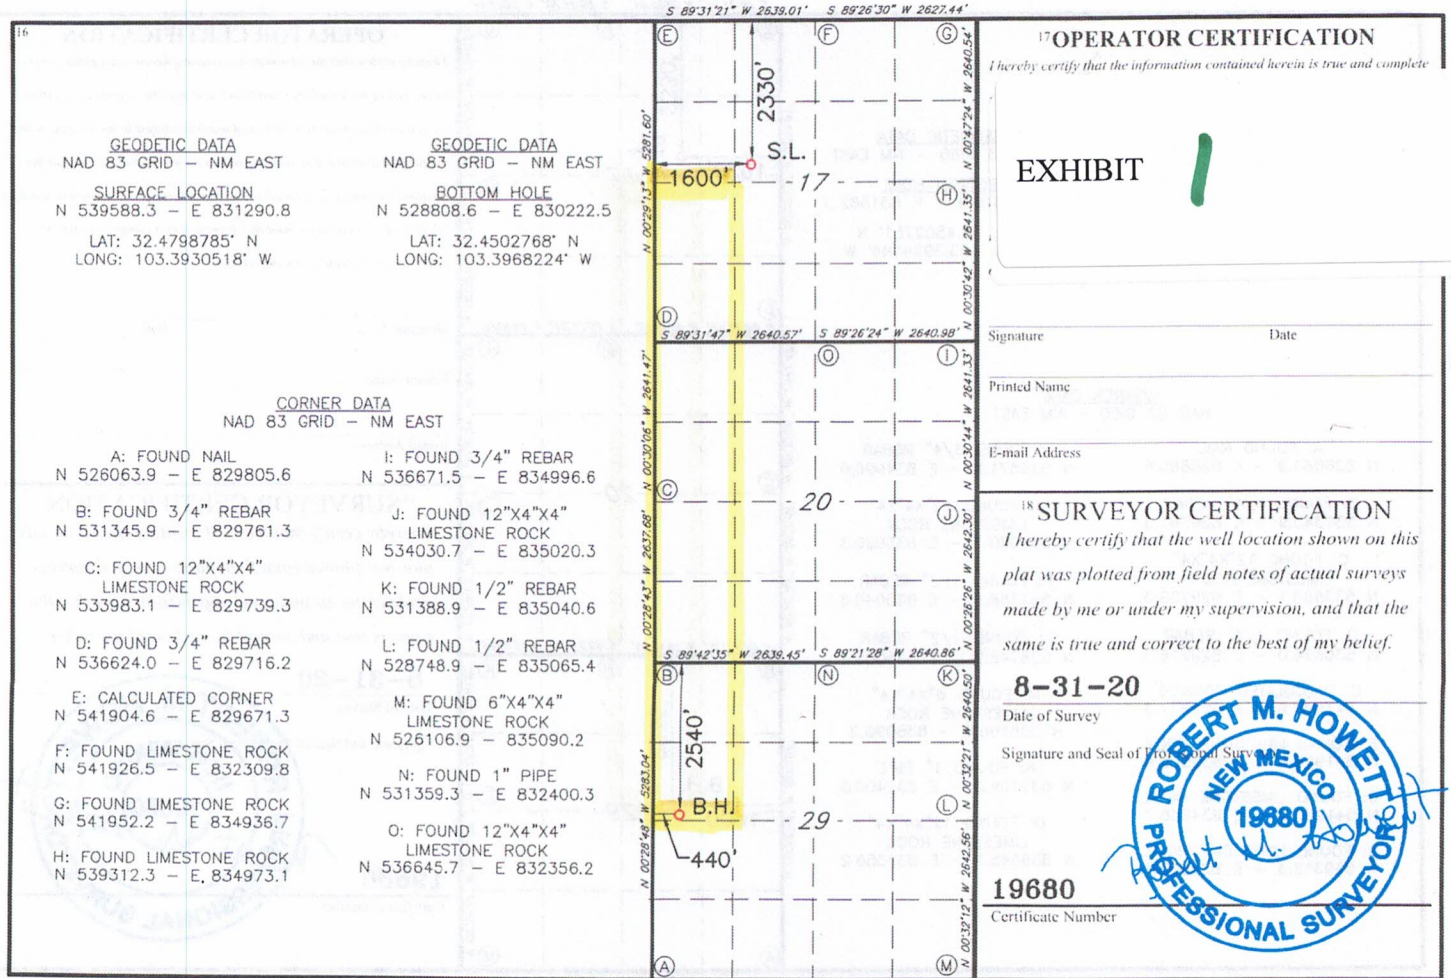 16
GEODETIC DATA
NAD 83 GRID – NM EAST
SURFACE LOCATION
N 539588.3 – E 831290.8
LAT: 32.4798785° N
LONG: 103.3930518° W
GEODETIC DATA
NAD 83 GRID – NM EAST
BOTTOM HOLE
N 528808.6 – E 830222.5
LAT: 32.4502768° N
LONG: 103.3968224° W
CORNER DATA
NAD 83 GRID – NM EAST
A: FOUND NAIL
N 526063.9 – E 829805.6
B: FOUND 3/4" REBAR
N 531345.9 – E 829761.3
C: FOUND 12"X4"X4"
LIMESTONE ROCK
N 533983.1 – E 829739.3
D: FOUND 3/4" REBAR
N 536624.0 – E 829716.2
E: CALCULATED CORNER
N 541904.6 – E 829671.3
F: FOUND LIMESTONE ROCK
N 541926.5 – E 832309.8
G: FOUND LIMESTONE ROCK
N 541952.2 – E 834936.7
H: FOUND LIMESTONE ROCK
N 539312.3 – E, 834973.1
I: FOUND 3/4" REBAR
N 536671.5 – E 834996.6
J: FOUND 12"X4"X4"
LIMESTONE ROCK
N 534030.7 – E 835020.3
K: FOUND 1/2" REBAR
N 531388.9 – E 835040.6
L: FOUND 1/2" REBAR
N 528748.9 – E 835065.4
M: FOUND 6"X4"X4"
LIMESTONE ROCK
N 526106.9 – 835090.2
N: FOUND 1" PIPE
N 531359.3 – E 832400.3
O: FOUND 12"X4"X4"
LIMESTONE ROCK
N 536645.7 – E 832356.2
S 89'31'21" W 2639.01' S 89'26'30" W 2627.44'
E F G
2330'
N 00'47'24" W 2640.54'
N 00'29'13" W 5281.60'
S.L.
1600'
17
H
N 00'30'42" W 2641.35'
D
S 89'31'47" W 2640.57' S 89'26'24" W 2640.98'
O I
N 00'30'06" W 2641.47'
N 00'30'44" W 2641.33'
C
20
J
N 00'28'43" W 2637.68'
N 00'26'26" W 2642.30'
S 89'42'35" W 2639.45' S 89'21'28" W 2640.86'
B N K
2540'
N 00'32'21" W 2640.50'
N 00'28'48" W 5283.04'
B.H.
29
L
440'
N 00'32'12" W 2642.56'
A M
17 OPERATOR CERTIFICATION
I hereby certify that the information contained herein is true and complete
EXHIBIT 1
Signature Date
Printed Name
E-mail Address
18 SURVEYOR CERTIFICATION
I hereby certify that the well location shown on this
plat was plotted from field notes of actual surveys
made by me or under my supervision, and that the
same is true and correct to the best of my belief.
8–31–20
Date of Survey
Signature and Seal of Professional Surveyor
ROBERT M. HOWETT
NEW MEXICO
19680
PROFESSIONAL SURVEYOR
Robert M. Howett
19680
Certificate Number